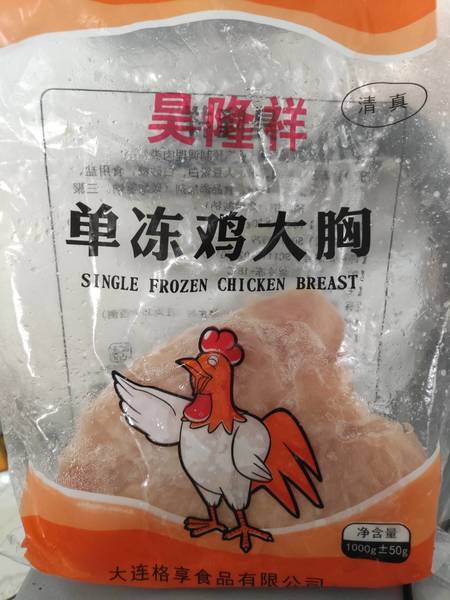 昊隆祥
清真
单冻鸡大胸
SINGLE FROZEN CHICKEN BREAST
净含量
1000g±50g
大连格享食品有限公司